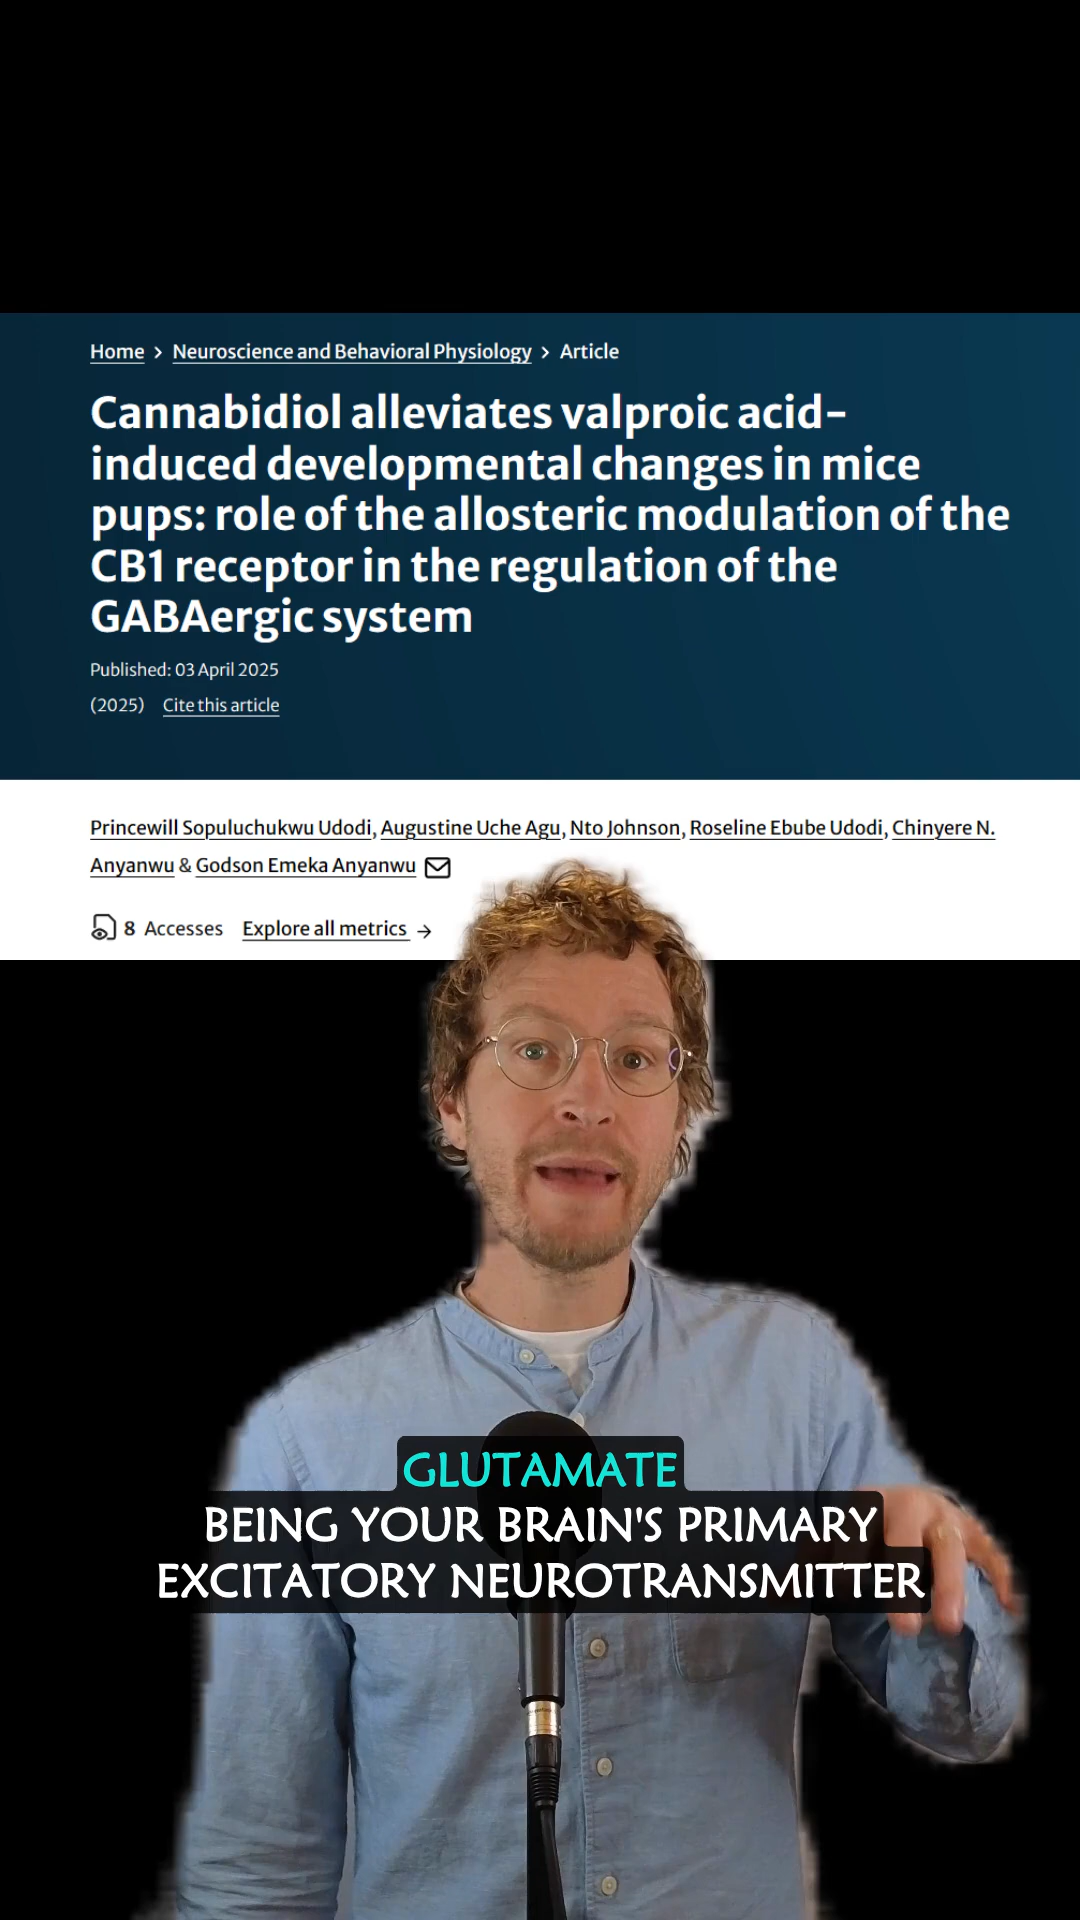 Home > Neuroscience and Behavioral Physiology > Article
Cannabidiol alleviates valproic acid-
induced developmental changes in mice
pups: role of the allosteric modulation of the
CB1 receptor in the regulation of the
GABAergic system
Published: 03 April 2025
(2025) Cite this article
Princewill Sopuluchukwu Udodi, Augustine Uche Agu, Nto Johnson, Roseline Ebube Udodi, Chinyere N.
Anyanwu & Godson Emeka Anyanwu
8 Accesses Explore all metrics →
GLUTAMATE
BEING YOUR BRAIN'S PRIMARY
EXCITATORY NEUROTRANSMITTER